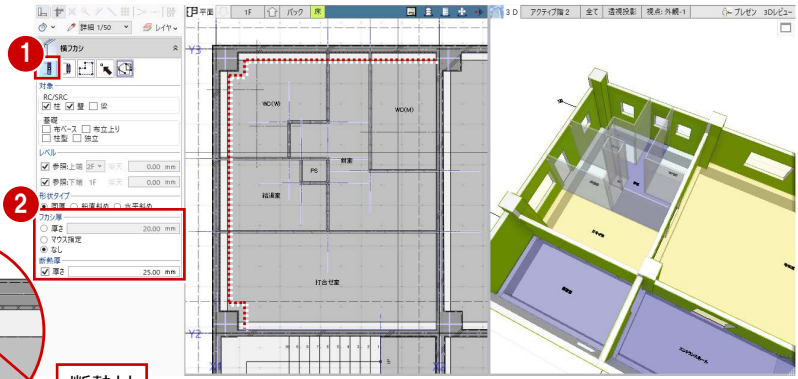 平面
1F
バック
床
3 D
アクティブ階 2
全て
透視投影
視点: 外観-1
プレゼン
3Dビュー
詳細 1/50
レイヤ
1
横フカシ
対象
RC/SRC
柱 壁 梁
基礎
布ベース 布立上り
柱型 独立
レベル
参照:上端 2F 0.00 mm
参照:下端 1F 0.00 mm
形状タイプ
2
フカシ厚
厚さ 20.00 mm
マウス指定
なし
断熱厚
厚さ 25.00 mm
Y3
WC(W)
WC(M)
PS
給湯室
打合せ室
Y2